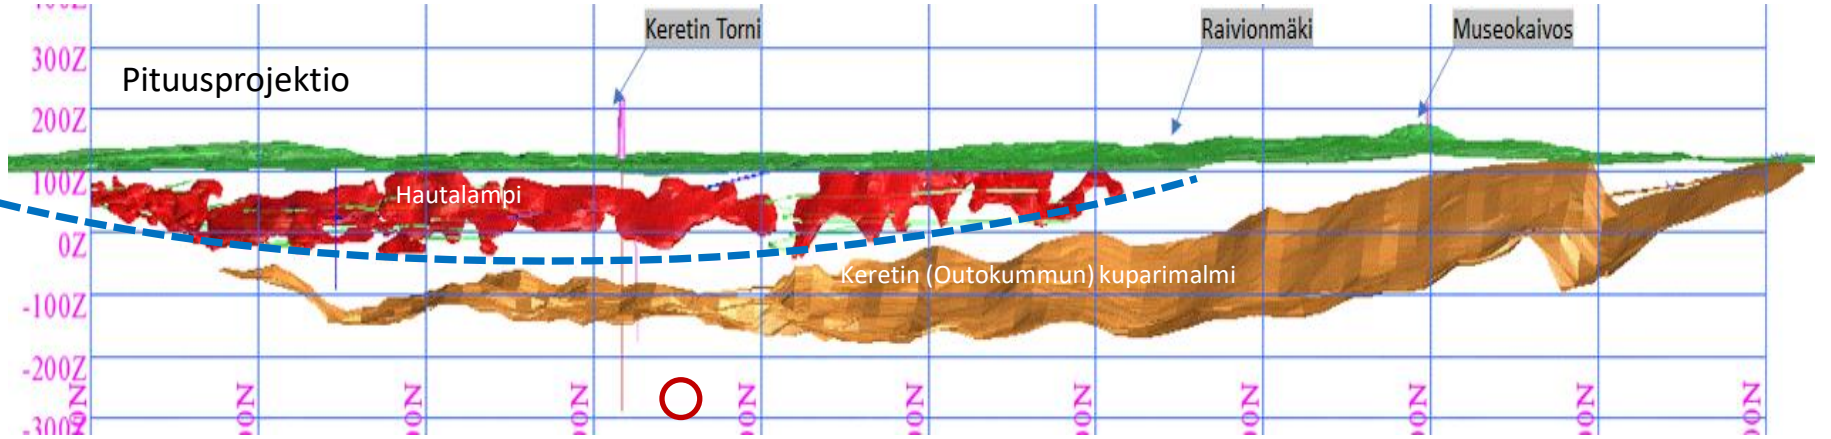 Keretin Torni
Raivionmäki
Museokaivos
300Z
Pituusprojektio
200Z
100Z
Hautalampi
0Z
Keretin (Outokummun) kuparimalmi
-100Z
-200Z